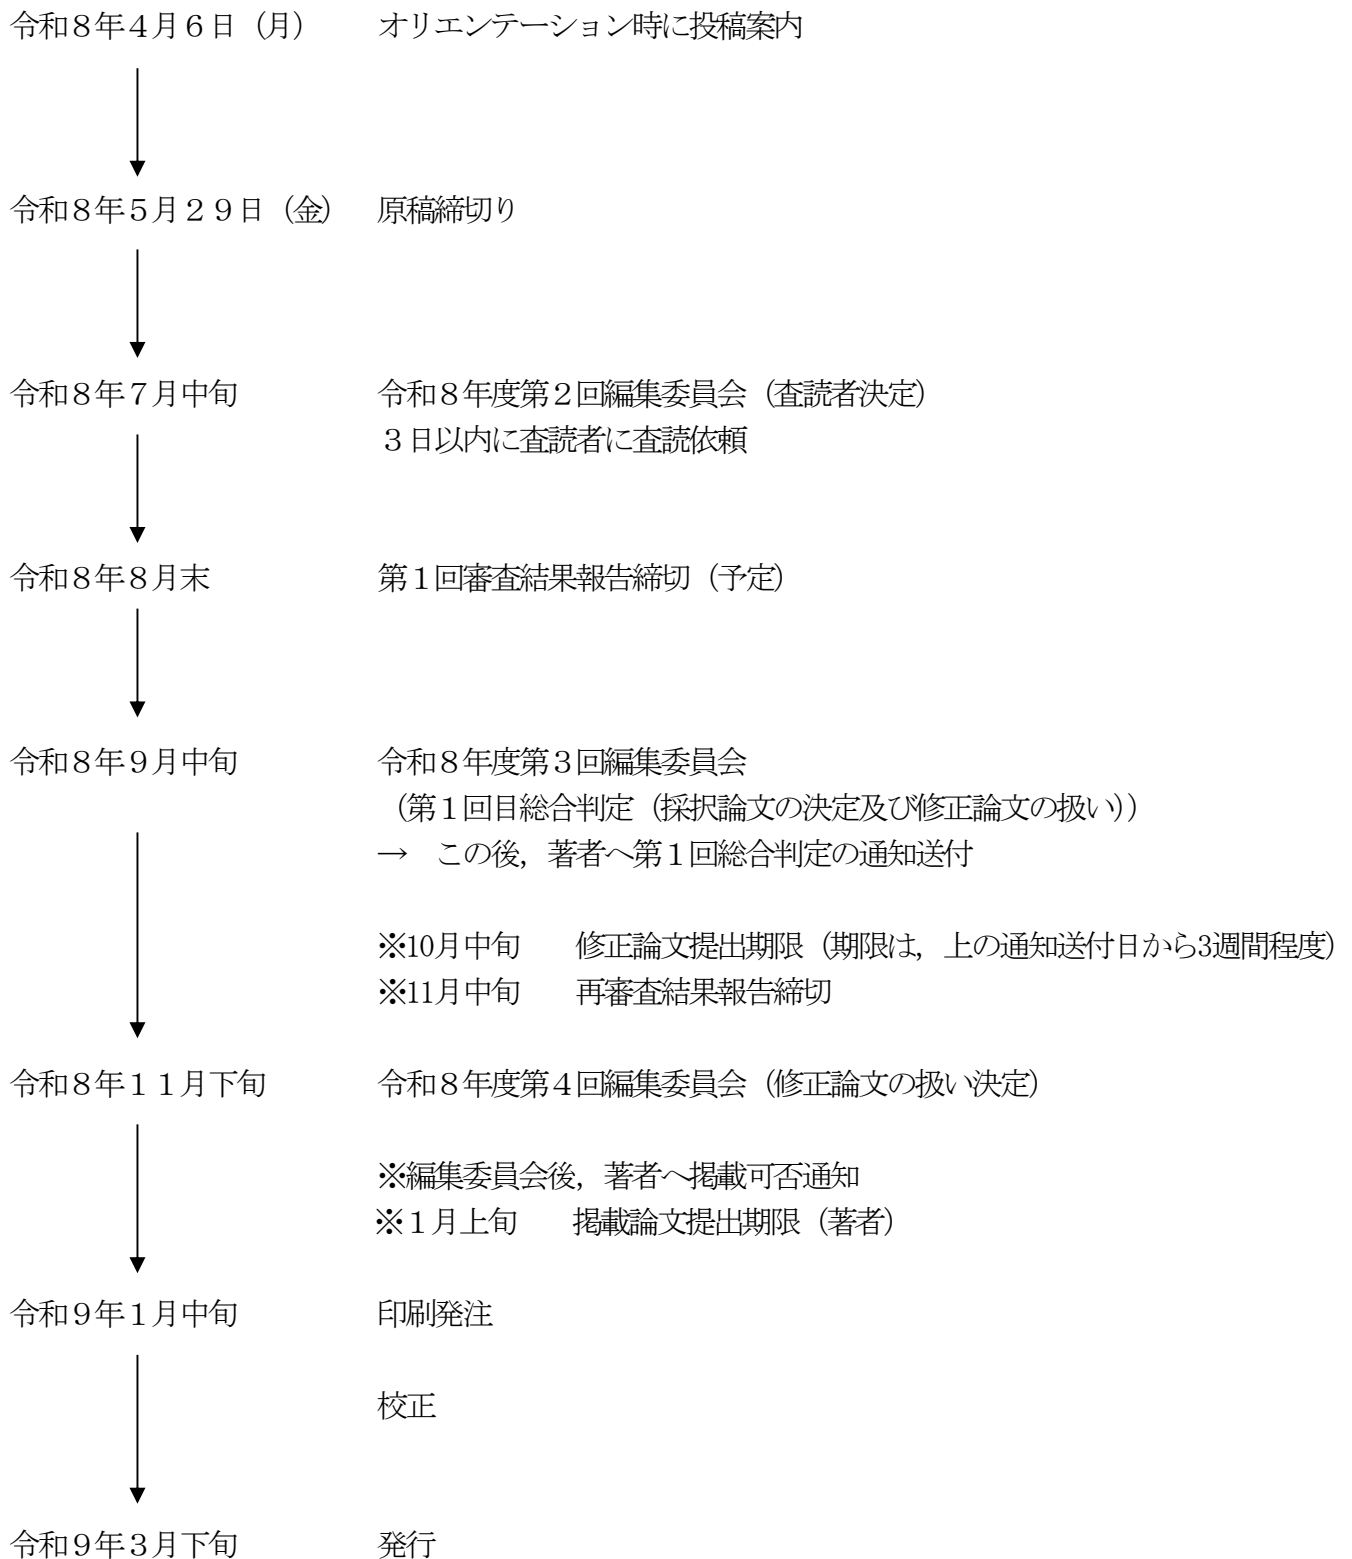 令和８年４月６日（月） オリエンテーション時に投稿案内
令和８年５月２９日（金） 原稿締切り
令和８年７月中旬 令和８年度第２回編集委員会（査読者決定）
３日以内に査読者に査読依頼
令和８年８月末 第１回審査結果報告締切（予定）
令和８年９月中旬 令和８年度第３回編集委員会
（第１回目総合判定（採択論文の決定及び修正論文の扱い））
→ この後，著者へ第１回総合判定の通知送付
※10月中旬 修正論文提出期限（期限は，上の通知送付日から3週間程度）
※11月中旬 再審査結果報告締切
令和８年１１月下旬 令和８年度第４回編集委員会（修正論文の扱い決定）
※編集委員会後，著者へ掲載可否通知
※１月上旬 掲載論文提出期限（著者）
令和９年１月中旬 印刷発注
校正
令和９年３月下旬 発行